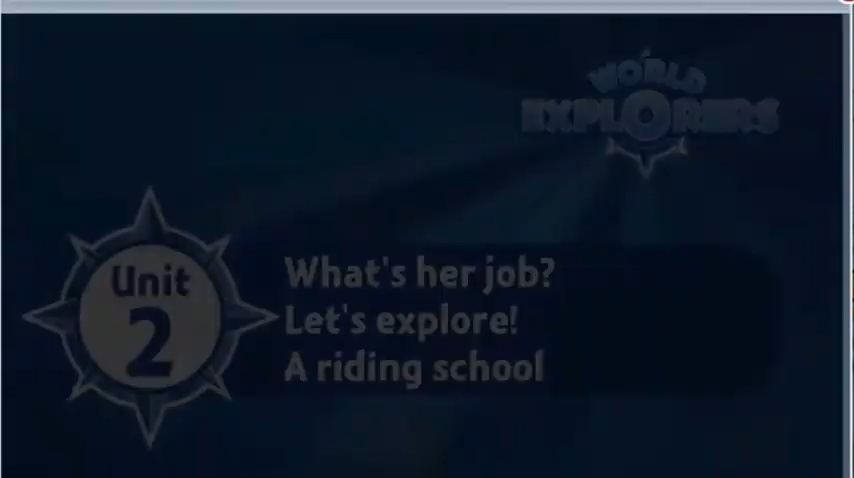 WORLD
EXPLORERS
Unit
2
What's her job?
Let's explore!
A riding school